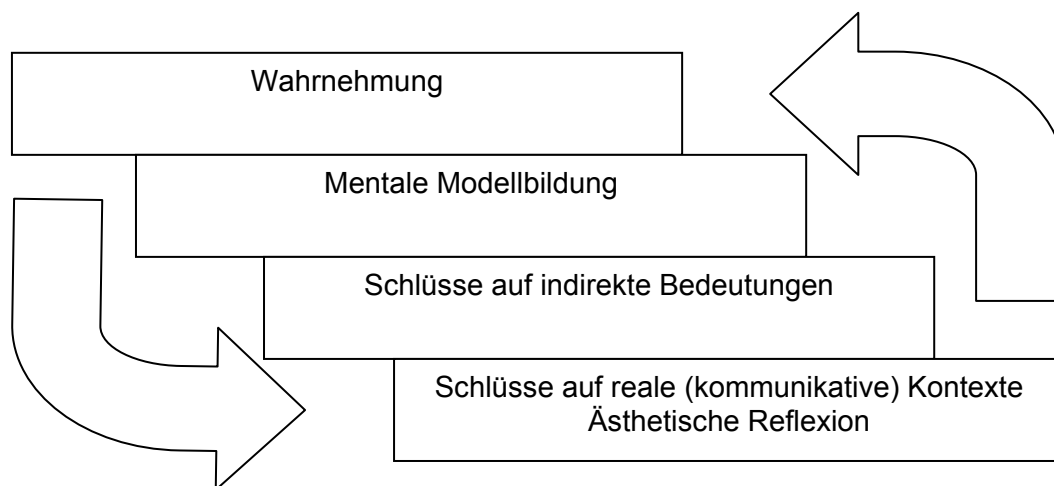 Wahrnehmung
Mentale Modellbildung
Schlüsse auf indirekte Bedeutungen
Schlüsse auf reale (kommunikative) Kontexte
Ästhetische Reflexion